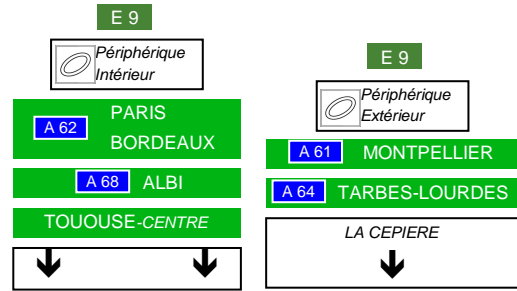 E 9
Périphérique
Intérieur
A 62
PARIS
BORDEAUX
A 68 ALBI
TOUOUSE-CENTRE
E 9
Périphérique
Extérieur
A 61 MONTPELLIER
A 64 TARBES-LOURDES
LA CEPIERE